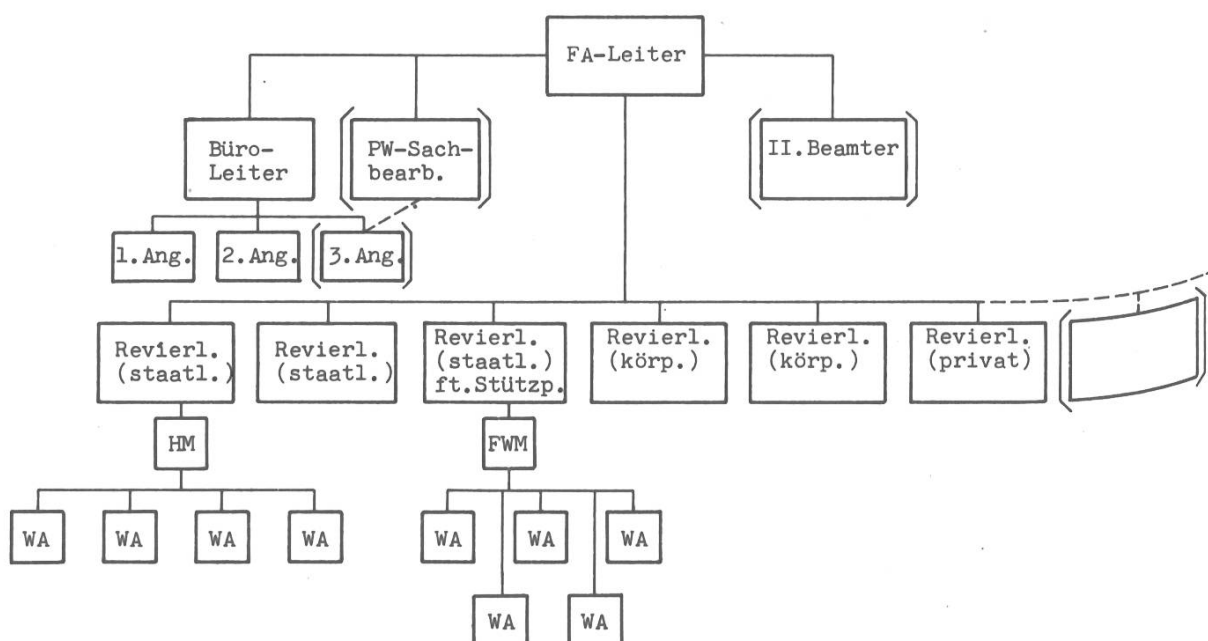 FA-Leiter
Büro-
Leiter
PW-Sach-
bearb.
II.Beamter
1.Ang.
2.Ang.
3.Ang.
Revierl.
(staatl.)
Revierl.
(staatl.)
Revierl.
(staatl.)
ft.Stützp.
Revierl.
(körp.)
Revierl.
(körp.)
Revierl.
(privat)
HM
FWM
WA
WA
WA
WA
WA
WA
WA
WA
WA